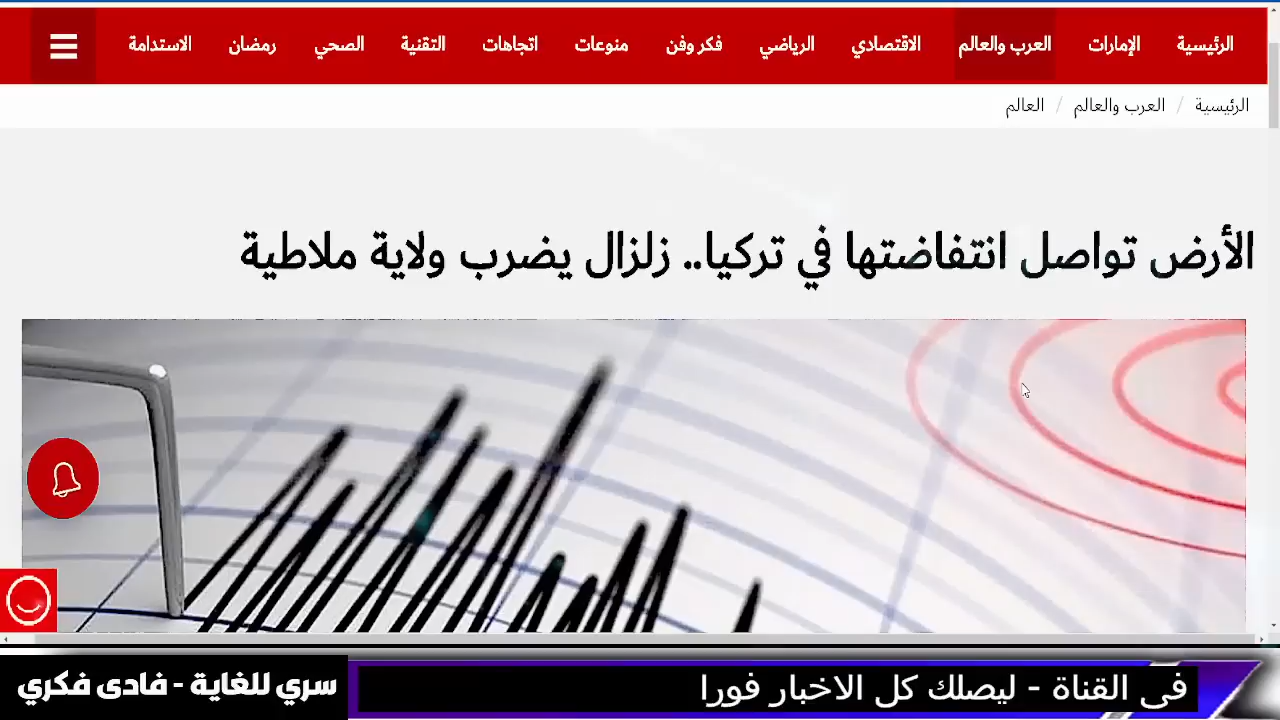 الرئيسية الإمارات العرب والعالم الاقتصادي الرياضي فكر وفن منوعات اتجاهات التقنية الصحي رمضان الاستدامة
الرئيسية / العرب والعالم / العالم
الأرض تواصل انتفاضتها في تركيا.. زلزال يضرب ولاية ملاطية
فى القناة - ليصلك كل الاخبار فورا
سري للغاية - فادى فكري